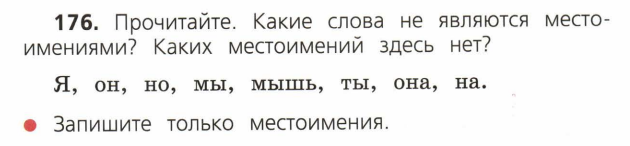 176. Прочитайте. Какие слова не являются место-
имениями? Каких местоимений здесь нет?
Я, он, но, мы, мышь, ты, она, на.
● Запишите только местоимения.